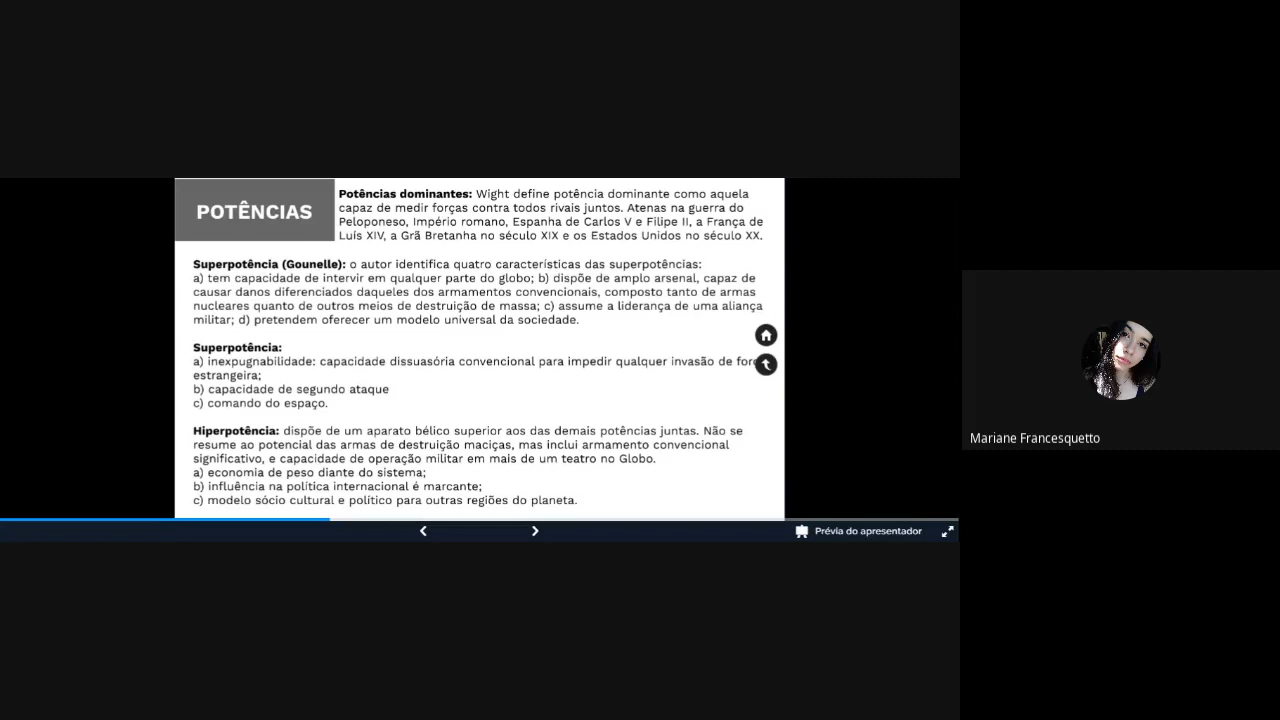 POTÊNCIAS
Potências dominantes: Wight define potência dominante como aquela
capaz de medir forças contra todos rivais juntos. Atenas na guerra do
Peloponeso, Império romano, Espanha de Carlos V e Filipe II, a França de
Luís XIV, a Grã Bretanha no século XIX e os Estados Unidos no século XX.
Superpotência (Gounelle): o autor identifica quatro características das superpotências:
a) tem capacidade de intervir em qualquer parte do globo; b) dispõe de amplo arsenal, capaz de
causar danos diferenciados daqueles dos armamentos convencionais, composto tanto de armas
nucleares quanto de outros meios de destruição de massa; c) assume a liderança de uma aliança
militar; d) pretendem oferecer um modelo universal da sociedade.
Superpotência:
a) inexpugnabilidade: capacidade dissuasória convencional para impedir qualquer invasão de
estrangeira;
b) capacidade de segundo ataque
c) comando do espaço.
Hiperpotência: dispõe de um aparato bélico superior aos das demais potências juntas. Não se
resume ao potencial das armas de destruição maciças, mas inclui armamento convencional
significativo, e capacidade de operação militar em mais de um teatro no Globo.
a) economia de peso diante do sistema;
b) influência na política internacional é marcante;
c) modelo sócio cultural e político para outras regiões do planeta.
Prévia do apresentador
Mariane Francesquetto